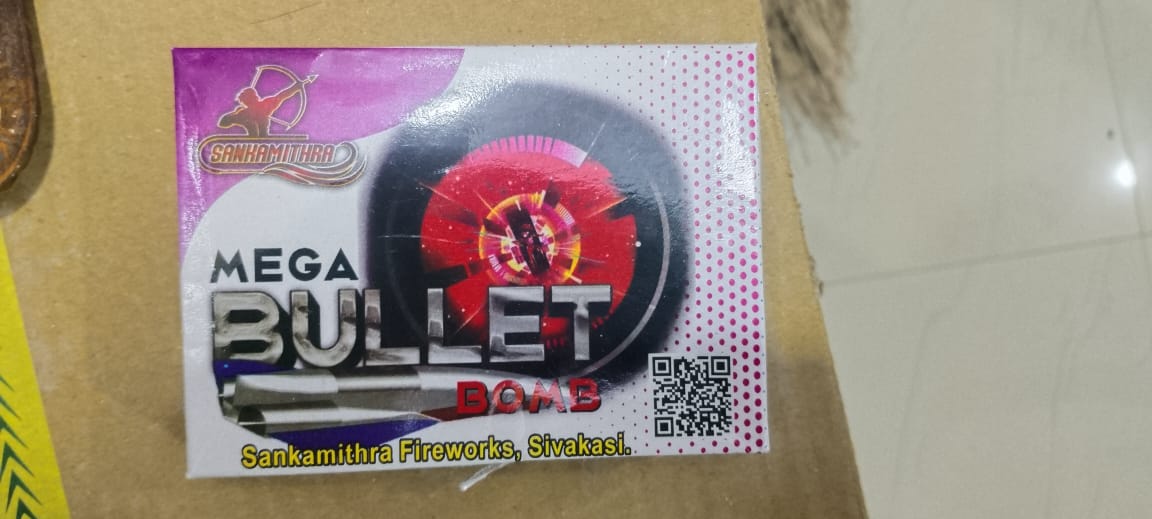 SANKAMITHRA
MEGA
BULLET
BOMB
Sankamithra Fireworks, Sivakasi.